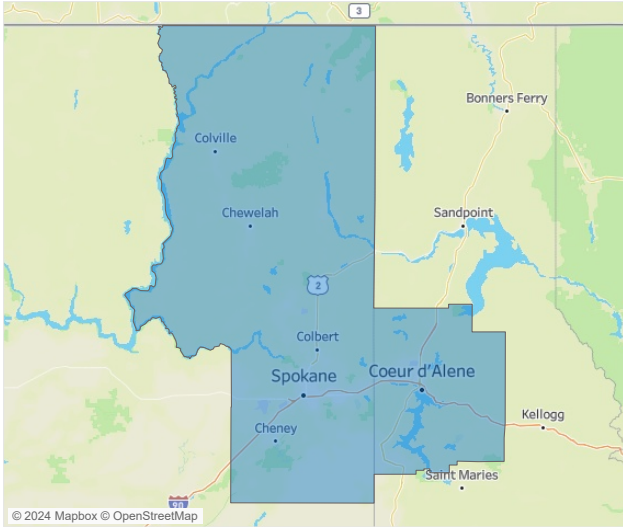 3
Bonners Ferry
Colville
Chewelah
Sandpoint
2
Colbert
Spokane
Coeur d'Alene
Cheney
Kellogg
Saint Maries
90
© 2024 Mapbox © OpenStreetMap